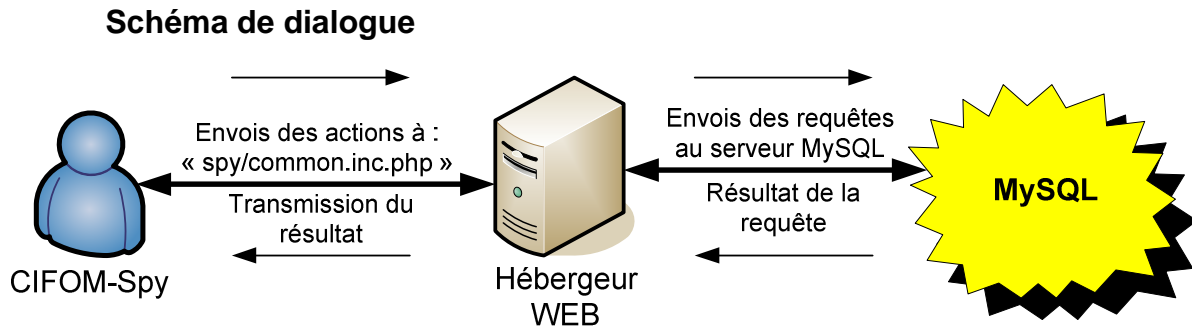 Schéma de dialogue
Envois des actions à :
« spy/common.inc.php »
Transmission du
résultat
CIFOM-Spy
Hébergeur
WEB
Envois des requêtes
au serveur MySQL
Résultat de la
requête
MySQL